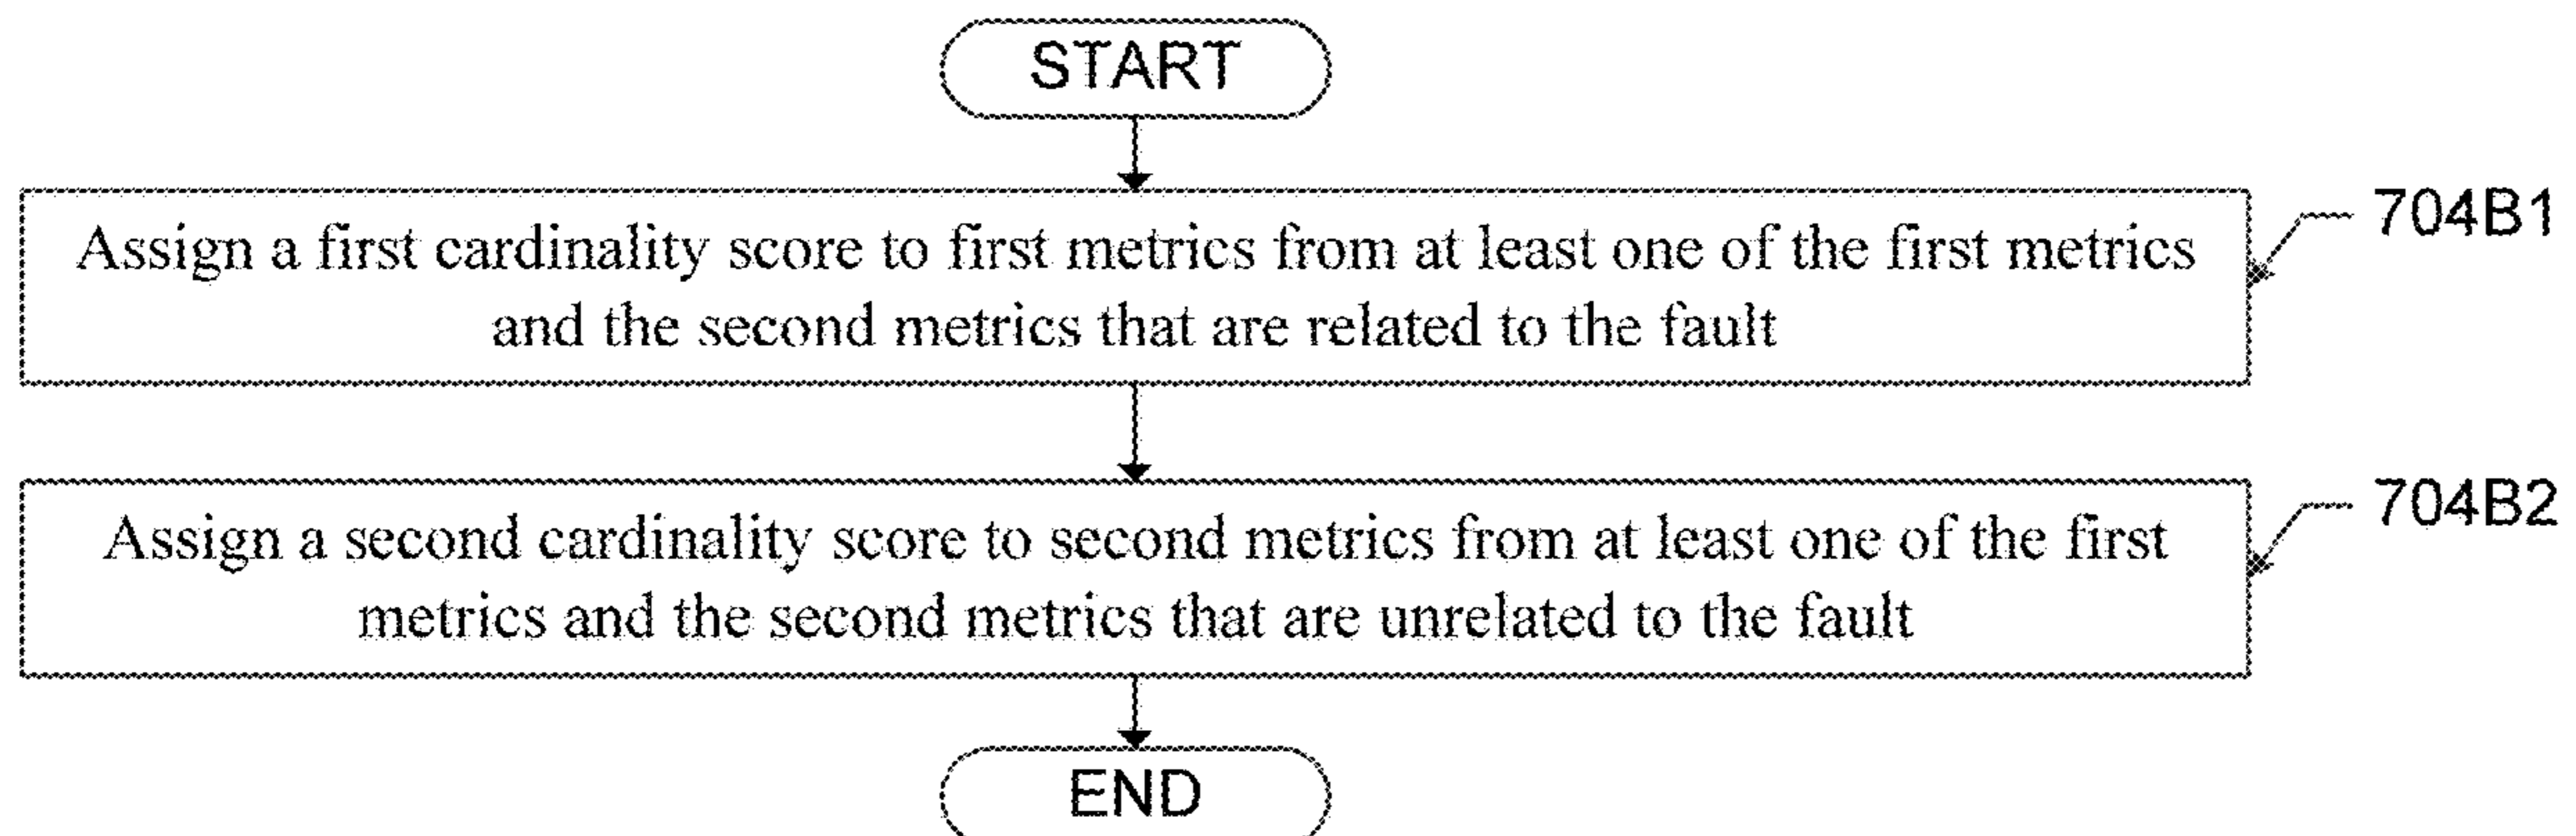 START
Assign a first cardinality score to first metrics from at least one of the first metrics
and the second metrics that are related to the fault
704B1
Assign a second cardinality score to second metrics from at least one of the first
metrics and the second metrics that are unrelated to the fault
704B2
END